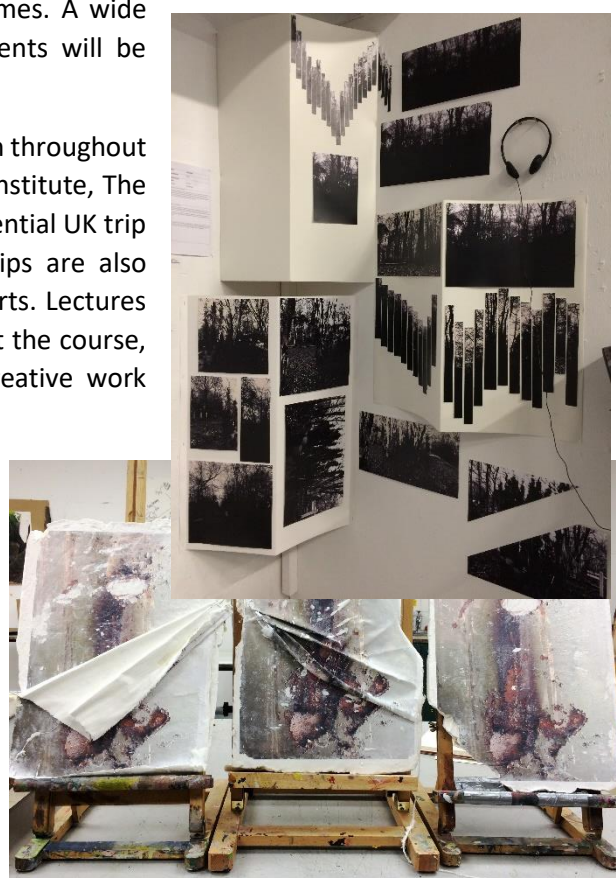 mes. A wide
ents will be
n throughout
nstitute, The
ential UK trip
ips are also
rts. Lectures
t the course,
eative work